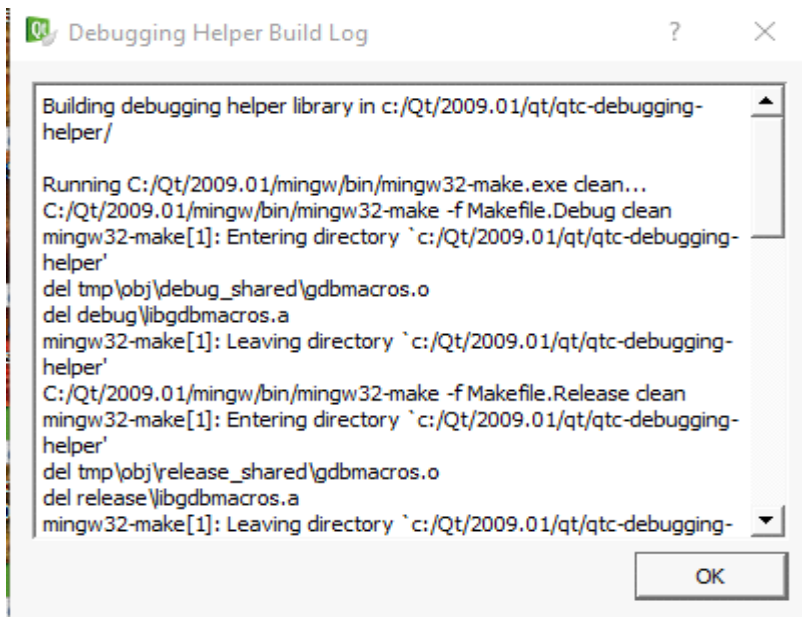 Debugging Helper Build Log
Building debugging helper library in c:/Qt/2009.01/qt/qtc-debugging-
helper/
Running C:/Qt/2009.01/mingw/bin/mingw32-make.exe clean...
C:/Qt/2009.01/mingw/bin/mingw32-make -f Makefile.Debug clean
mingw32-make[1]: Entering directory `c:/Qt/2009.01/qt/qtc-debugging-
helper'
del tmp\obj\debug_shared\gdbmacros.o
del debug\libgdbmacros.a
mingw32-make[1]: Leaving directory `c:/Qt/2009.01/qt/qtc-debugging-
helper'
C:/Qt/2009.01/mingw/bin/mingw32-make -f Makefile.Release clean
mingw32-make[1]: Entering directory `c:/Qt/2009.01/qt/qtc-debugging-
helper'
del tmp\obj\release_shared\gdbmacros.o
del release\libgdbmacros.a
mingw32-make[1]: Leaving directory `c:/Qt/2009.01/qt/qtc-debugging-
OK